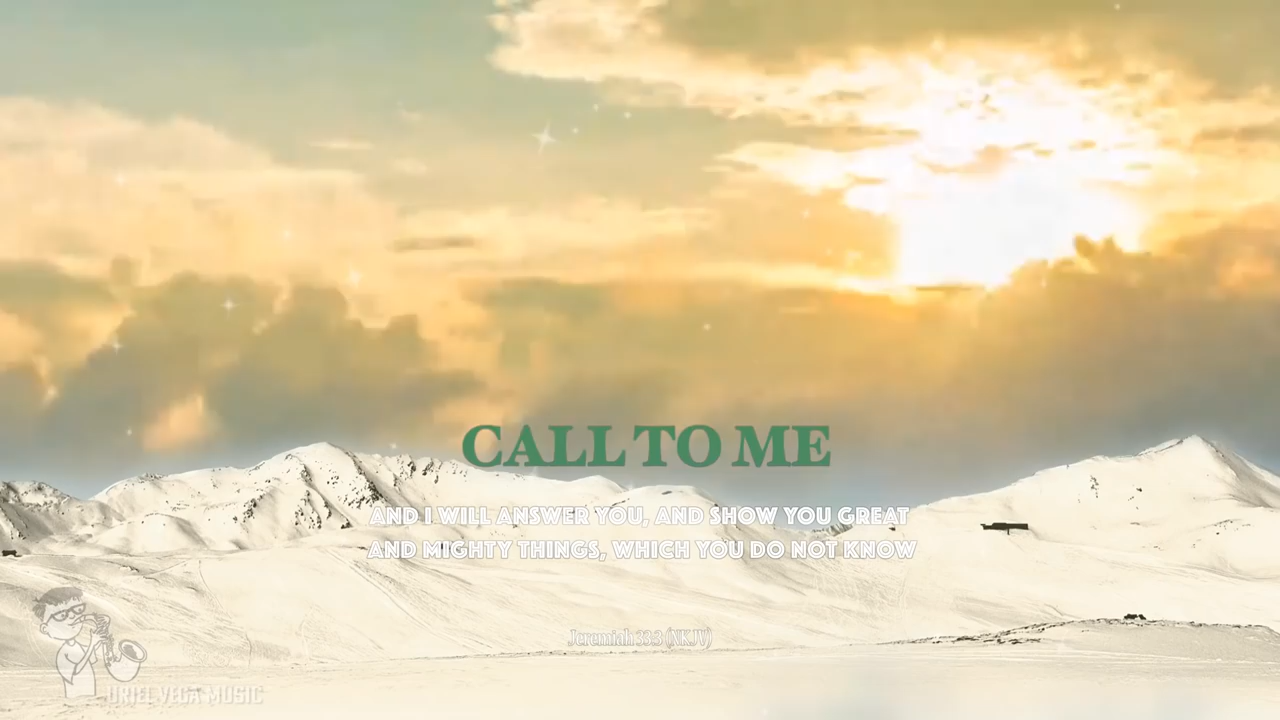 CALL TO ME
AND I WILL ANSWER YOU, AND SHOW YOU GREAT
AND MIGHTY THINGS, WHICH YOU DO NOT KNOW
Jeremiah 33:3 (NKJV)
URIEL VEGA MUSIC